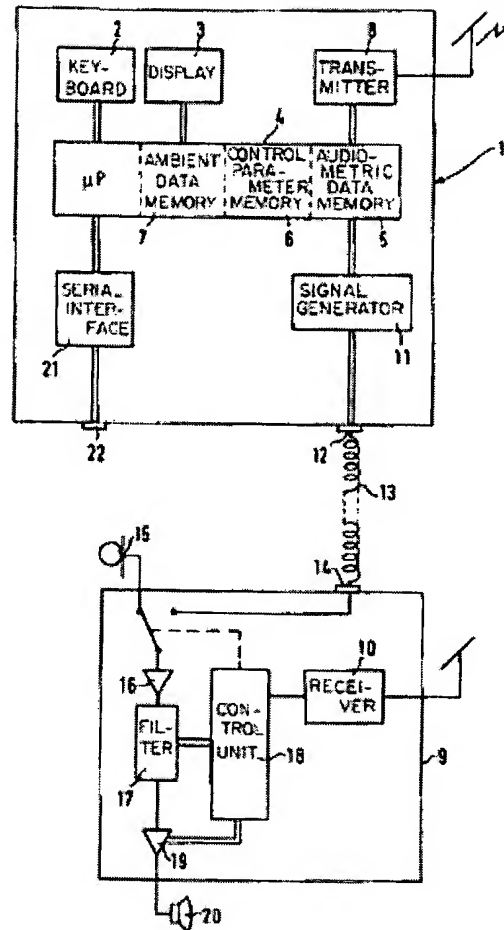 2
3
8
KEY-
BOARD
DISPLAY
TRANS-
MITTER
4
1
μP
AMBIENT
DATA
MEMORY
7
CONTROL
PARA-
METER
MEMORY
6
AUDIO-
METRIC
DATA
MEMORY
5
SERIAL
INTER-
FACE
21
SIGNAL
GENERATOR
11
22
12
13
14
15
16
FIL-
TER
17
CON-
TROL
UNIT
18
10
RECEI-
VER
9
19
20